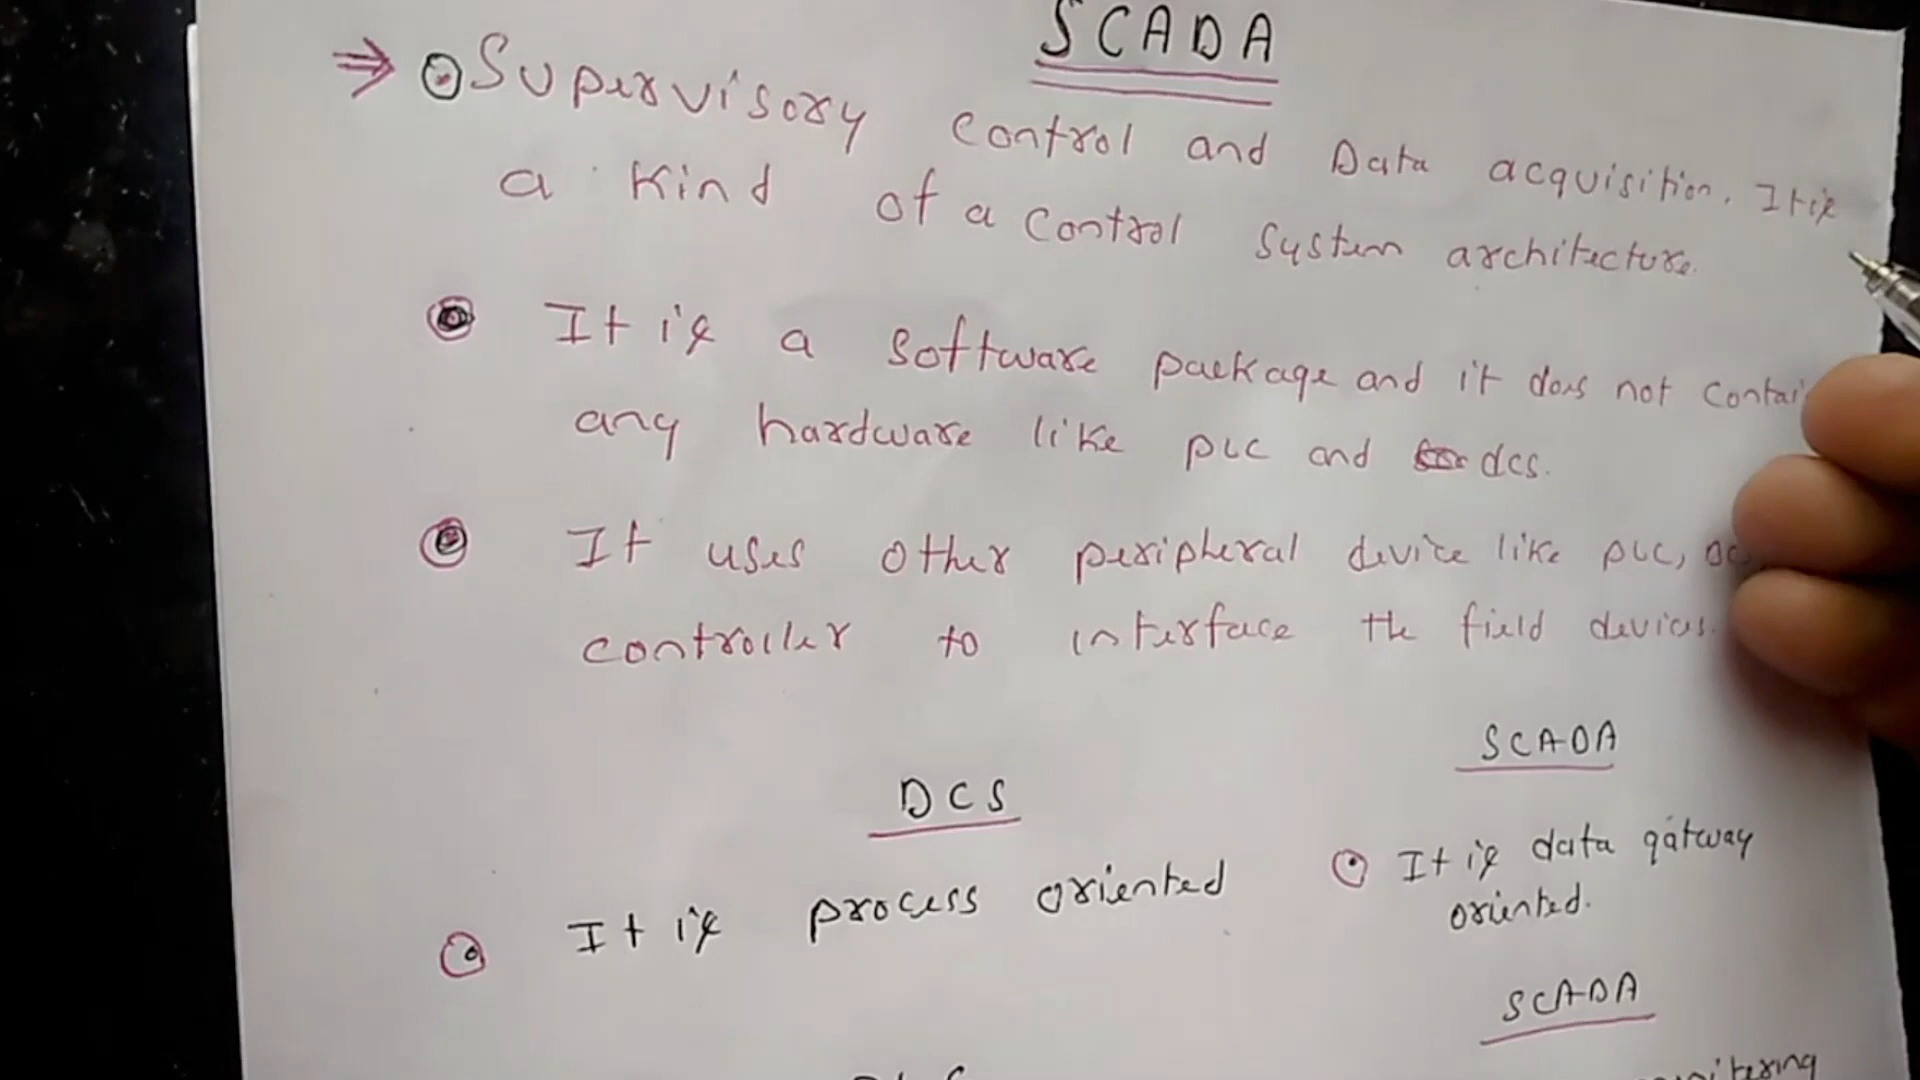 SCADA
⇒ Supervisory control and Data acquisition. It is
a kind of a control system architecture.
It is a software package and it does not contai
any hardware like PLC and dcs.
It uses other peripheral device like PLC,
controller to interface the field devices.
DCS
SCADA
It is process oriented
It is data gatway
oriented.
SCADA